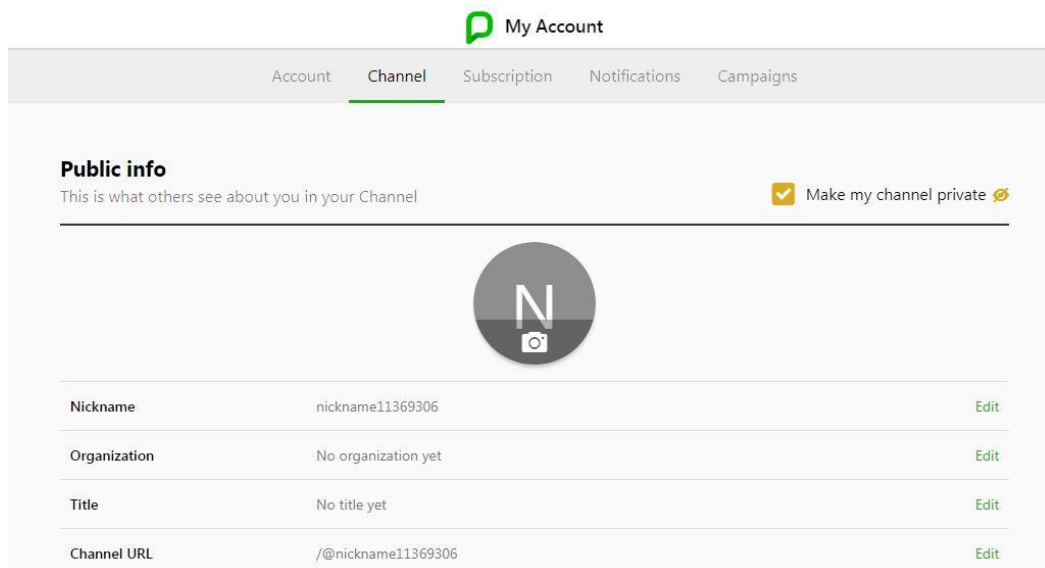 My Account
Account Channel Subscription Notifications Campaigns
Public info
This is what others see about you in your Channel
Make my channel private
N
Nickname nickname11369306 Edit
Organization No organization yet Edit
Title No title yet Edit
Channel URL /@nickname11369306 Edit